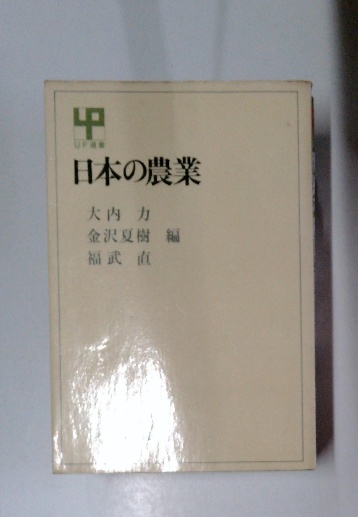 UP選書
日本の農業
大内 力
金沢夏樹 編
福武 直